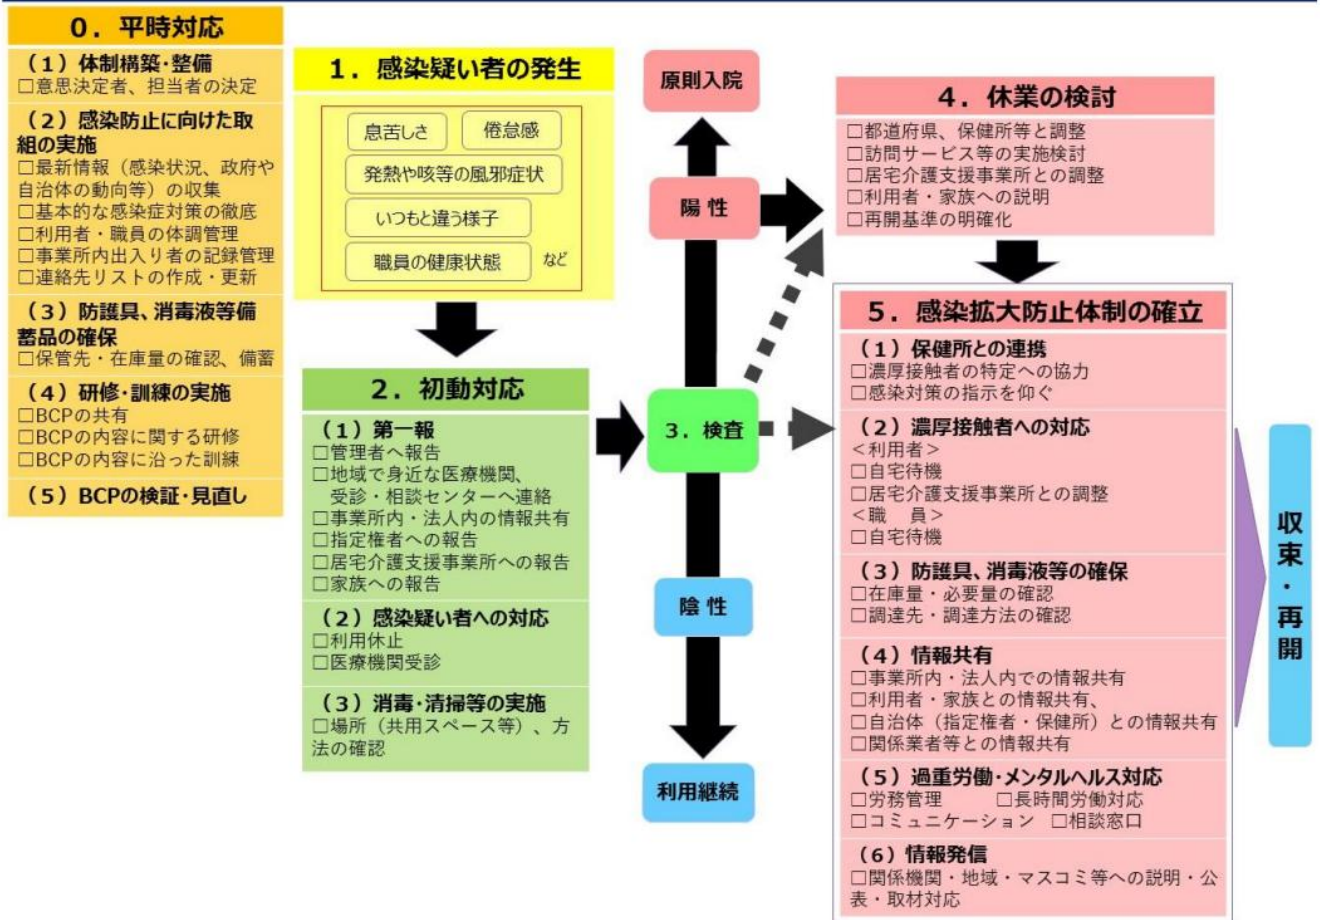 0．平時対応
（1）体制構築・整備
□意思決定者、担当者の決定
（2）感染防止に向けた取
組の実施
□最新情報（感染状況、政府や
自治体の動向等）の収集
□基本的な感染症対策の徹底
□利用者・職員の体調管理
□事業所内出入り者の記録管理
□連絡先リストの作成・更新
（3）防護具、消毒液等備
蓄品の確保
□保管先・在庫量の確認、備蓄
（4）研修・訓練の実施
□BCPの共有
□BCPの内容に関する研修
□BCPの内容に沿った訓練
（5）BCPの検証・見直し
1．感染疑い者の発生
息苦しさ
倦怠感
発熱や咳等の風邪症状
いつもと違う様子
職員の健康状態
など
2．初動対応
（1）第一報
□管理者へ報告
□地域で身近な医療機関、
受診・相談センターへ連絡
□事業所内・法人内の情報共有
□指定権者への報告
□居宅介護支援事業所への報告
□家族への報告
（2）感染疑い者への対応
□利用休止
□医療機関受診
（3）消毒・清掃等の実施
□場所（共用スペース等）、方
法の確認
原則入院
陽性
3．検査
陰性
利用継続
4．休業の検討
□都道府県、保健所等と調整
□訪問サービス等の実施検討
□居宅介護支援事業所との調整
□利用者・家族への説明
□再開基準の明確化
5．感染拡大防止体制の確立
（1）保健所との連携
□濃厚接触者の特定への協力
□感染対策の指示を仰ぐ
（2）濃厚接触者への対応
＜利用者＞
□自宅待機
□居宅介護支援事業所との調整
＜職　員＞
□自宅待機
（3）防護具、消毒液等の確保
□在庫量・必要量の確認
□調達先・調達方法の確認
（4）情報共有
□事業所内・法人内での情報共有
□利用者・家族との情報共有、
□自治体（指定権者・保健所）との情報共有
□関係業者等との情報共有
（5）過重労働・メンタルヘルス対応
□労務管理　□長時間労働対応
□コミュニケーション　□相談窓口
（6）情報発信
□関係機関・地域・マスコミ等への説明・公
表・取材対応
収束・再開